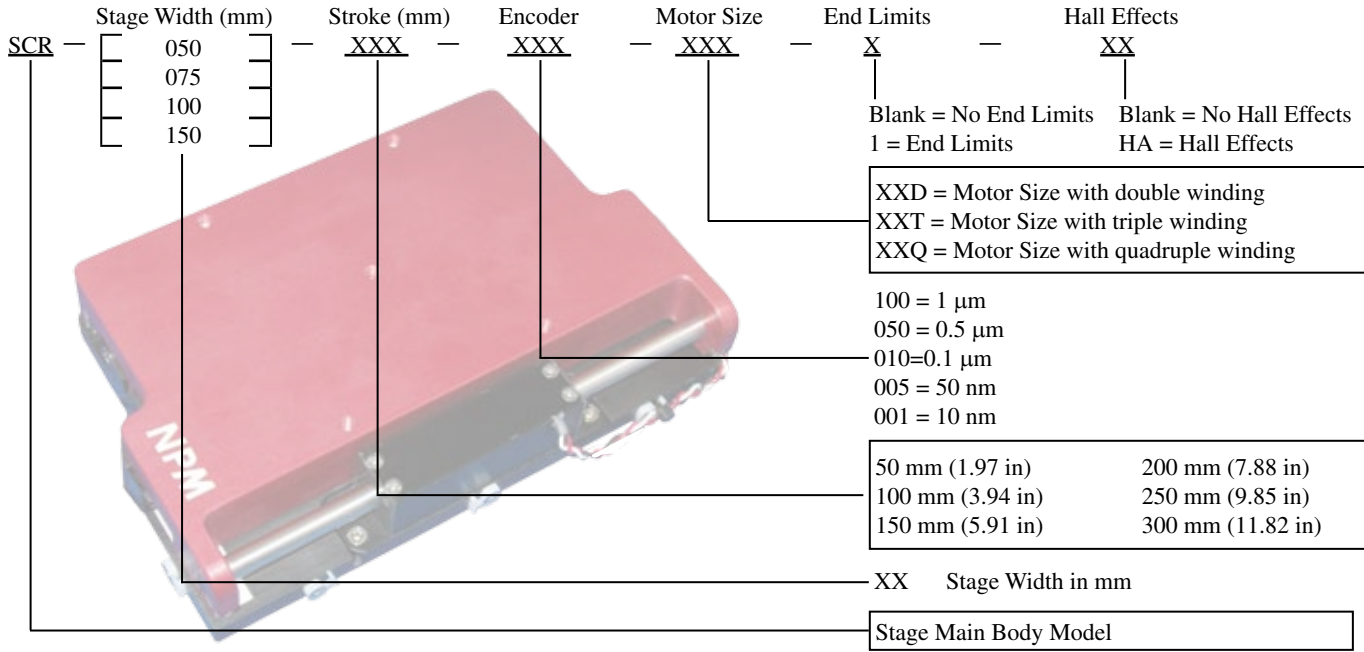 Stage Width (mm) Stroke (mm) Encoder Motor Size End Limits Hall Effects
SCR — 050 — XXX — XXX — XXX — X — XX
075
100
150
Blank = No End Limits Blank = No Hall Effects
1 = End Limits HA = Hall Effects
XXD = Motor Size with double winding
XXT = Motor Size with triple winding
XXQ = Motor Size with quadruple winding
100 = 1 µm
050 = 0.5 µm
010=0.1 µm
005 = 50 nm
001 = 10 nm
NPM
50 mm (1.97 in) 200 mm (7.88 in)
100 mm (3.94 in) 250 mm (9.85 in)
150 mm (5.91 in) 300 mm (11.82 in)
XX Stage Width in mm
Stage Main Body Model